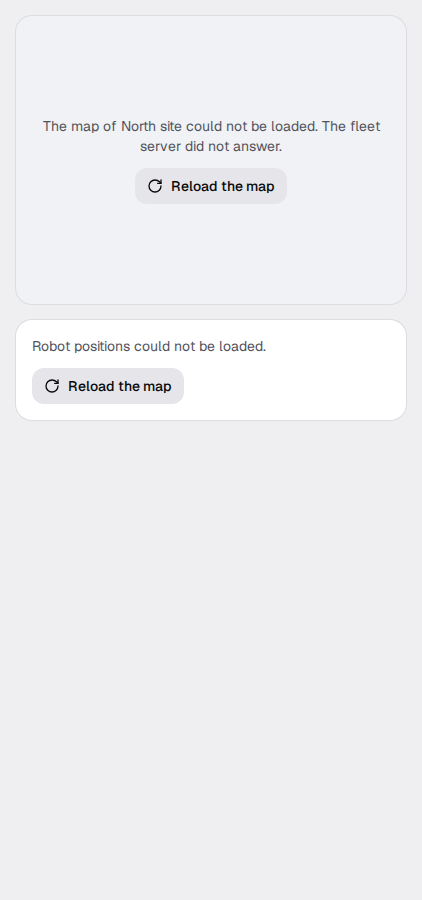 The map of North site could not be loaded. The fleet
server did not answer.
Reload the map
Robot positions could not be loaded.
Reload the map